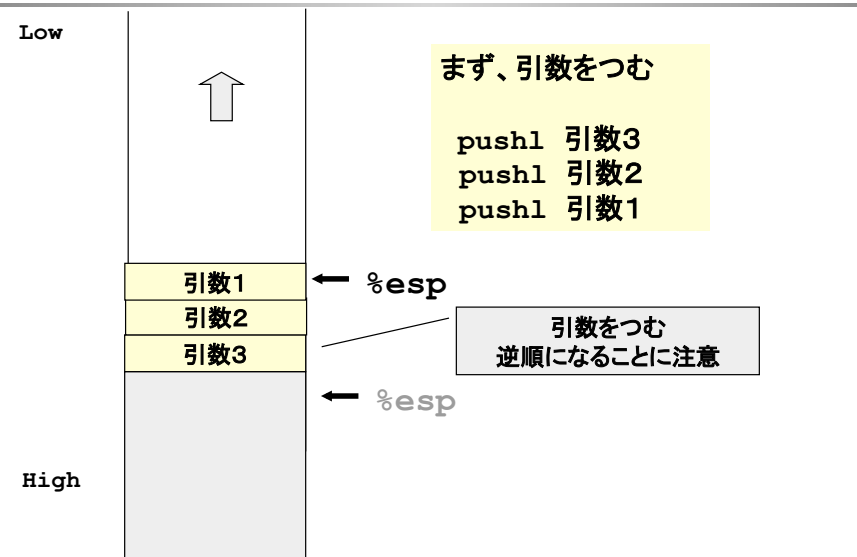 Low
まず、引数をつむ
pushl 引数３
pushl 引数２
pushl 引数１
引数１
%esp
引数２
引数３
引数をつむ
逆順になることに注意
%esp
High